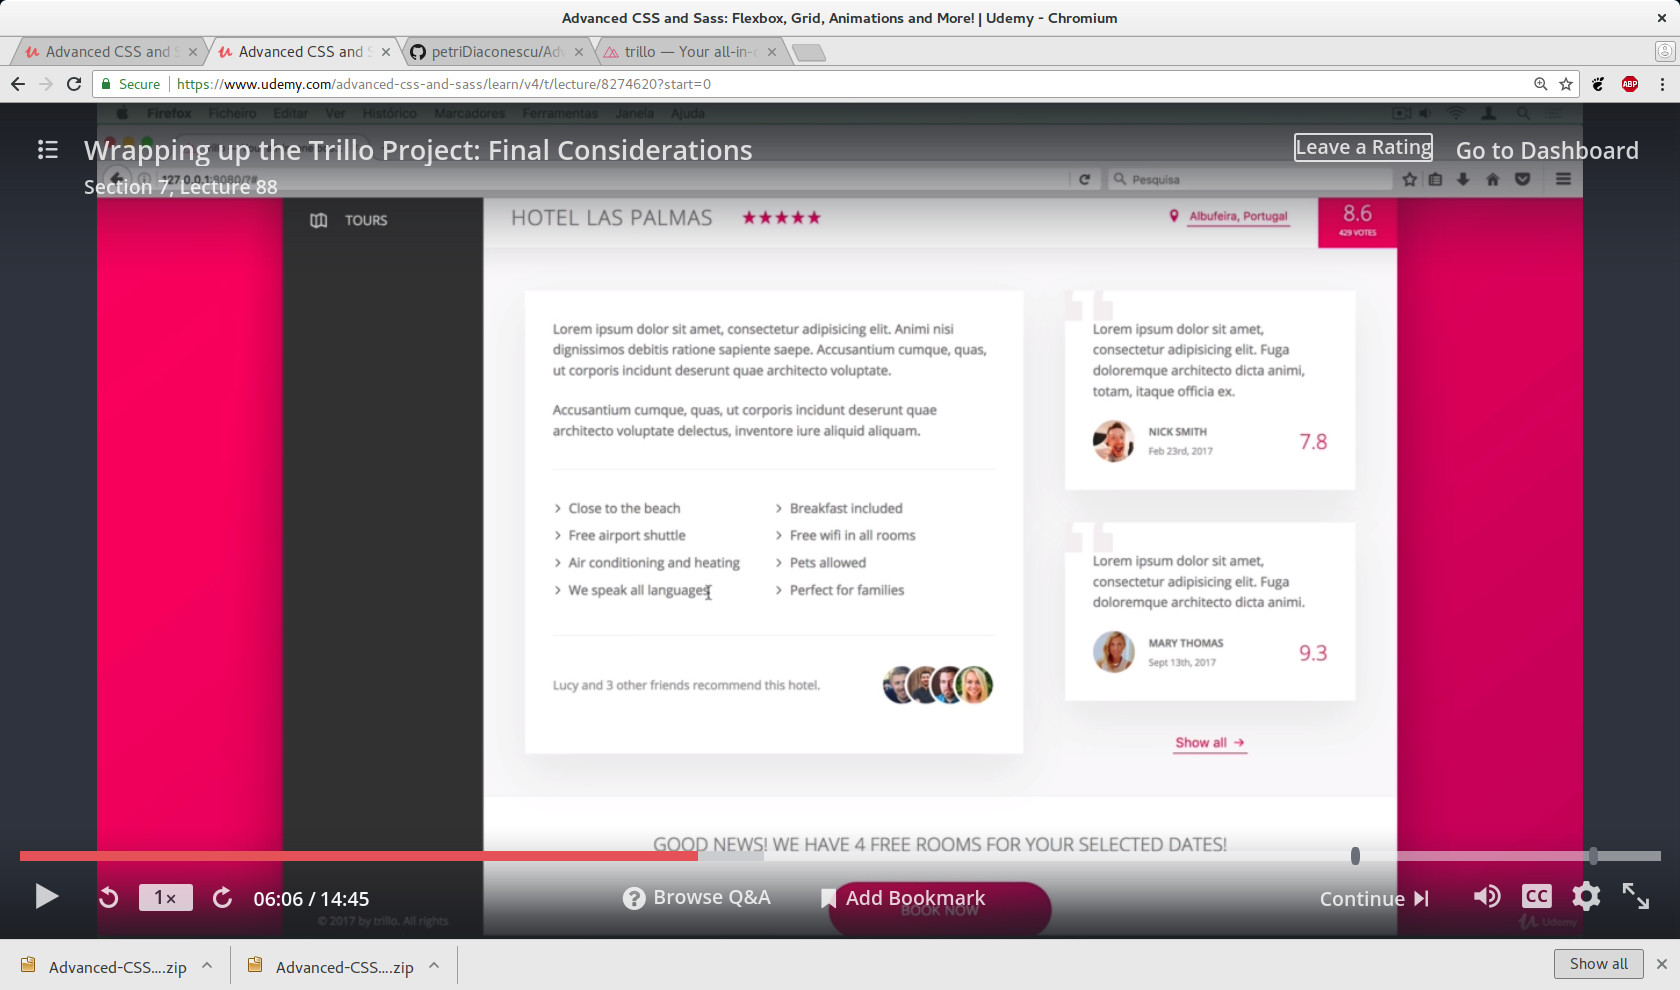 Advanced CSS and Sass: Flexbox, Grid, Animations and More! | Udemy - Chromium
Advanced CSS and S
Advanced CSS and S
petriDiaconescu/Adv
trillo — Your all-in-o
Secure
https://www.udemy.com/advanced-css-and-sass/learn/v4/t/lecture/8274620?start=0
ABP
Firefox Ficheiro Editar Ver Histórico Marcadores Ferramentas Janela Ajuda
Wrapping up the Trillo Project: Final Considerations
Leave a Rating
Go to Dashboard
127.0.0.1:8080/?#
Pesquisa
Section 7, Lecture 88
TOURS
HOTEL LAS PALMAS
Albufeira, Portugal
8.6
429 VOTES
Lorem ipsum dolor sit amet, consectetur adipisicing elit. Animi nisi
dignissimos debitis ratione sapiente saepe. Accusantium cumque, quas,
ut corporis incidunt deserunt quae architecto voluptate.
Accusantium cumque, quas, ut corporis incidunt deserunt quae
architecto voluptate delectus, inventore iure aliquid aliquam.
Close to the beach
Breakfast included
Free airport shuttle
Free wifi in all rooms
Air conditioning and heating
Pets allowed
We speak all languages
Perfect for families
Lucy and 3 other friends recommend this hotel.
Lorem ipsum dolor sit amet,
consectetur adipisicing elit. Fuga
doloremque architecto dicta animi,
totam, itaque officia ex.
NICK SMITH
Feb 23rd, 2017
7.8
Lorem ipsum dolor sit amet,
consectetur adipisicing elit. Fuga
doloremque architecto dicta animi.
MARY THOMAS
Sept 13th, 2017
9.3
Show all →
GOOD NEWS! WE HAVE 4 FREE ROOMS FOR YOUR SELECTED DATES!
1×
06:06 / 14:45
? Browse Q&A
Add Bookmark
BOOK NOW
Continue
CC
© 2017 by trillo. All rights
Udemy
Advanced-CSS....zip
Advanced-CSS....zip
Show all